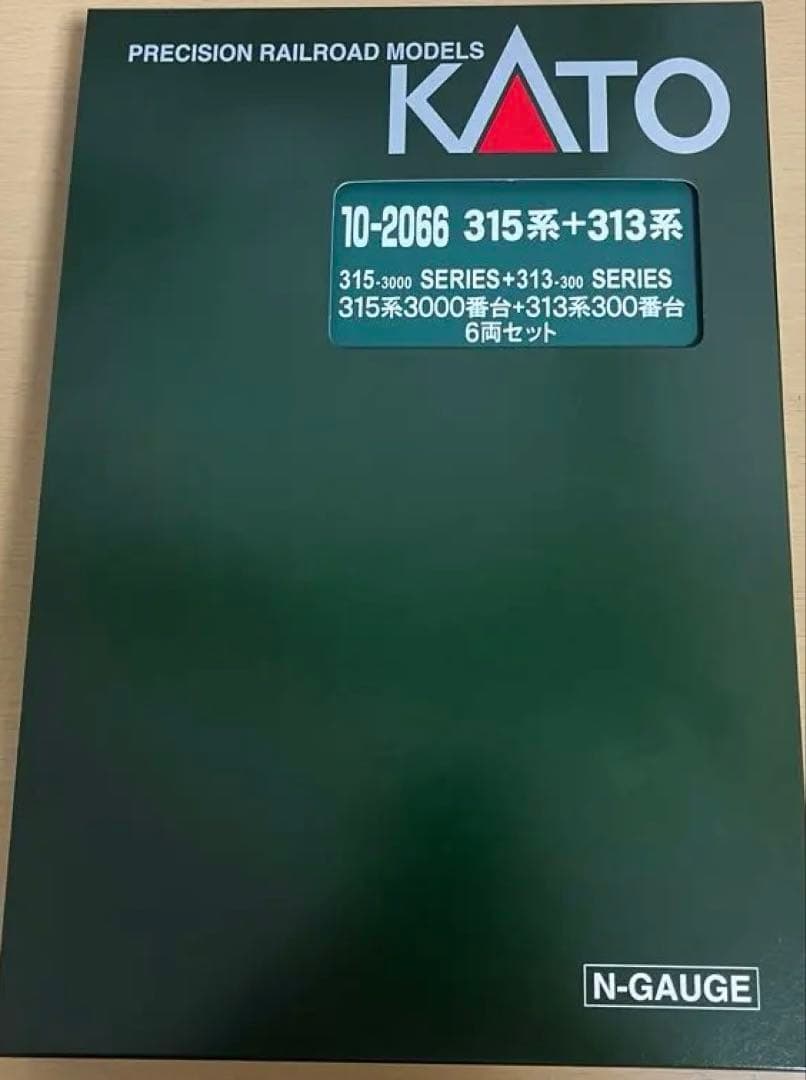 PRECISION RAILROAD MODELS
KATO
10-2066 315系+313系
315-3000 SERIES+313-300 SERIES
315系3000番台+313系300番台
6両セット
N-GAUGE